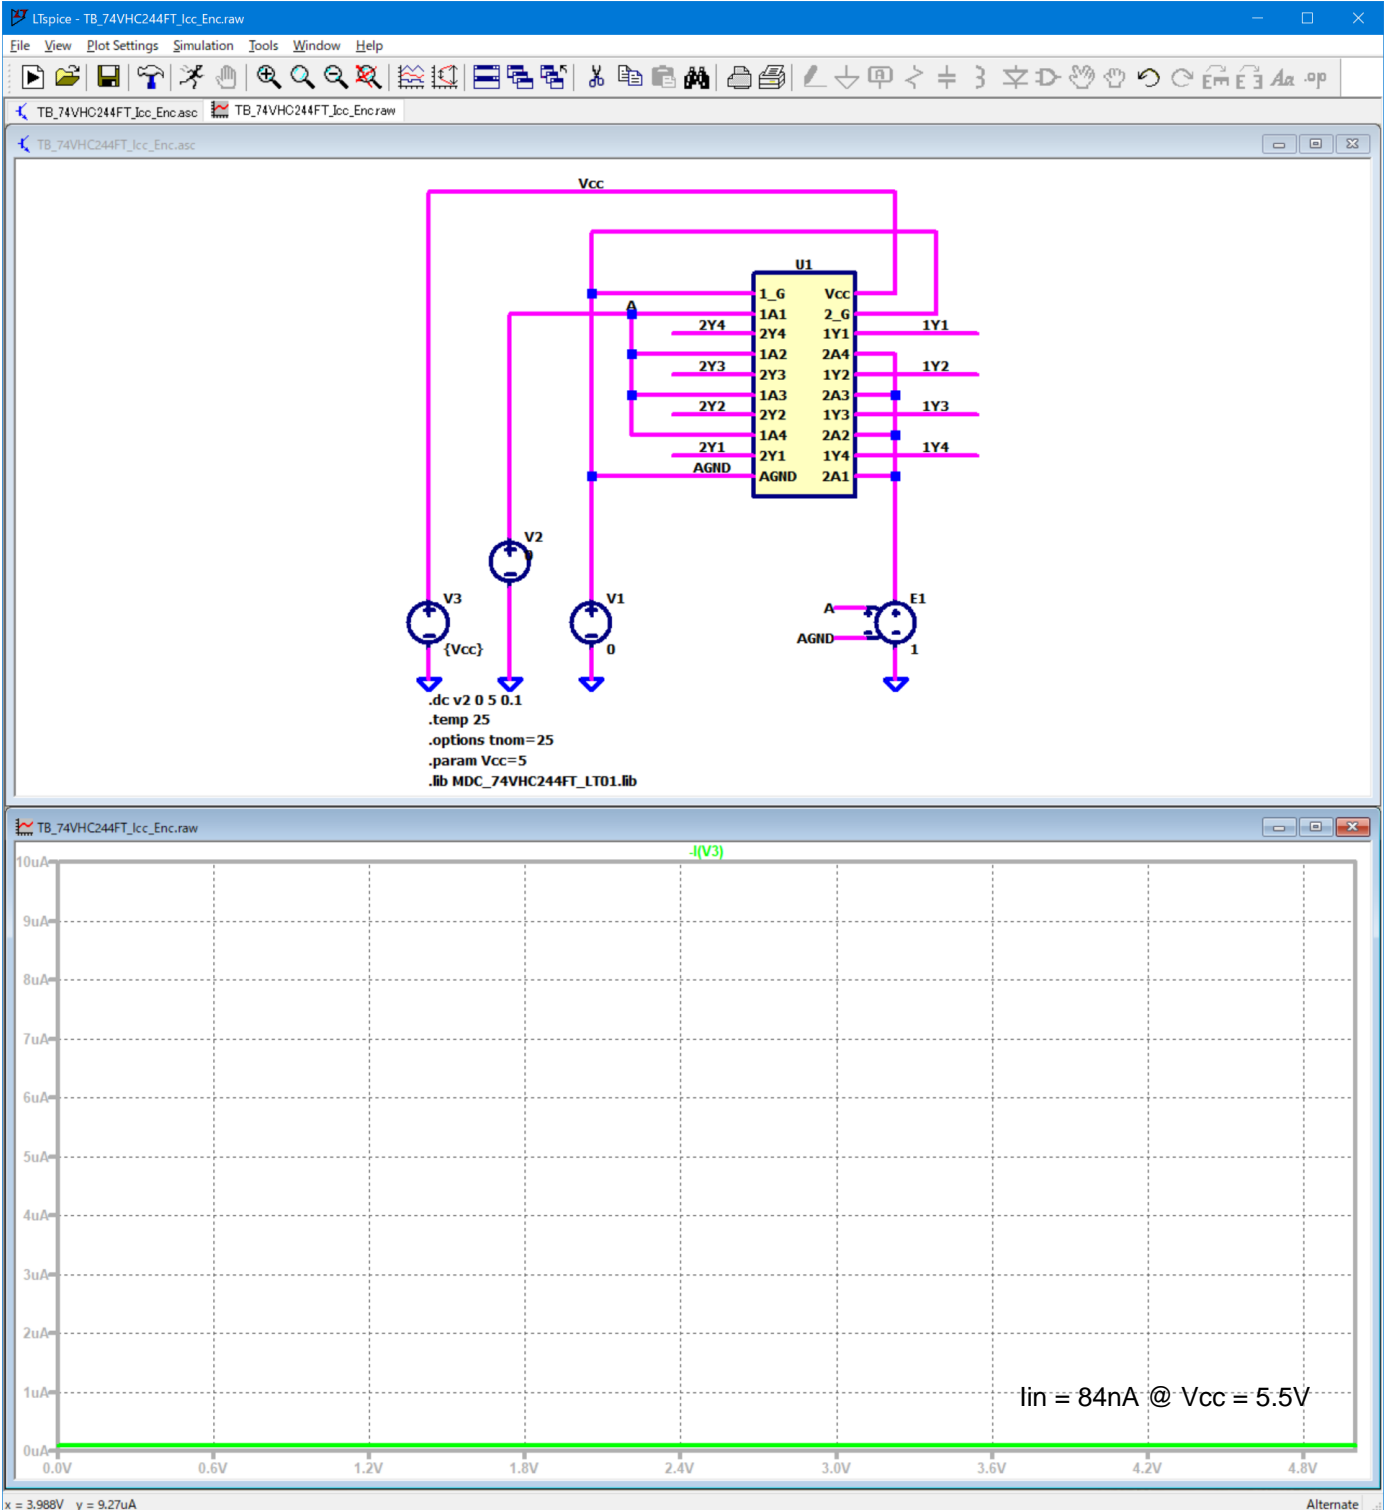 LTspice - TB_74VHC244FT_Icc_Enc.raw
File View Plot Settings Simulation Tools Window Help
TB_74VHC244FT_Icc_Enc.asc TB_74VHC244FT_Icc_Enc.raw
TB_74VHC244FT_Icc_Enc.asc
Vcc
U1
1_G Vcc
A
1A1 2_G
2Y4 2Y4 1Y1 1Y1
1A2 2A4
2Y3 2Y3 1Y2 1Y2
1A3 2A3
2Y2 2Y2 1Y3 1Y3
1A4 2A2
2Y1 2Y1 1Y4 1Y4
AGND AGND 2A1
V2
0
V3 V1 E1
A
AGND
{Vcc} 0 1
.dc v2 0 5 0.1
.temp 25
.options tnom=25
.param Vcc=5
.lib MDC_74VHC244FT_LT01.lib
TB_74VHC244FT_Icc_Enc.raw
-I(V3)
10uA
9uA
8uA
7uA
6uA
5uA
4uA
3uA
2uA
1uA
Iin = 84nA @ Vcc = 5.5V
0uA
0.0V 0.6V 1.2V 1.8V 2.4V 3.0V 3.6V 4.2V 4.8V
x = 3.988V y = 9.27uA Alternate